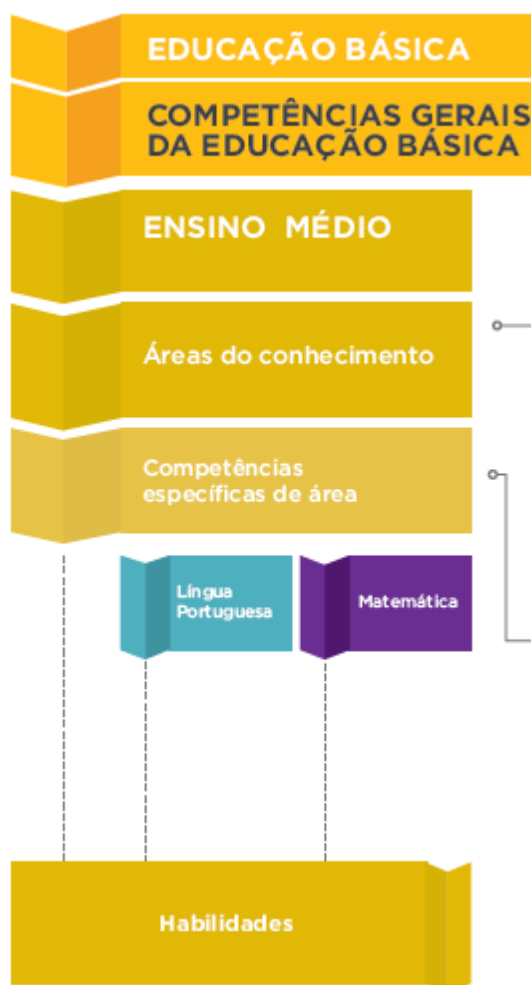 EDUCAÇÃO BÁSICA
COMPETÊNCIAS GERAIS
DA EDUCAÇÃO BÁSICA
ENSINO MÉDIO
Áreas do conhecimento
Competências
específicas de área
Língua
Portuguesa
Matemática
Habilidades